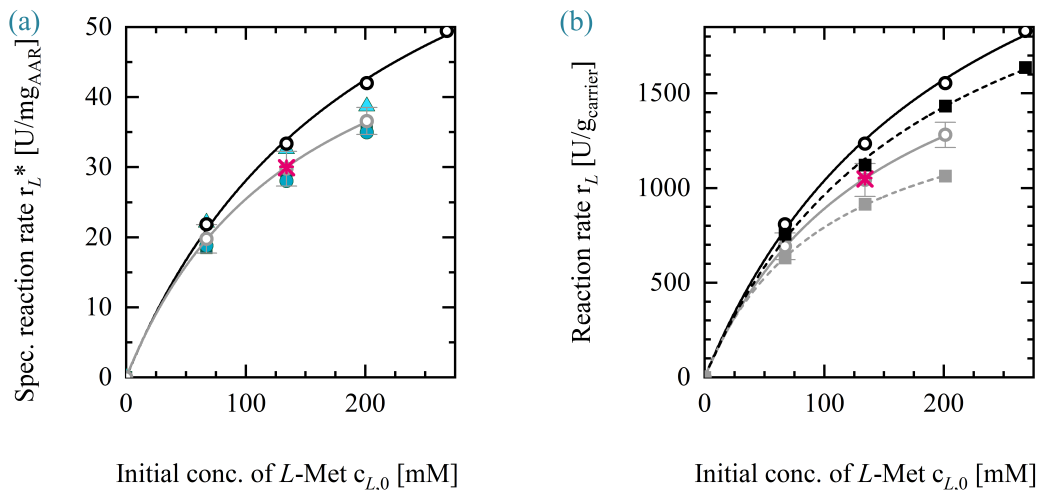 (a)
Spec. reaction rate r_L* [U/mg_AAR]
50
40
30
20
10
0
0 100 200
Initial conc. of L-Met c_L,0 [mM]
(b)
Reaction rate r_L [U/g_carrier]
1500
1000
500
0
0 100 200
Initial conc. of L-Met c_L,0 [mM]